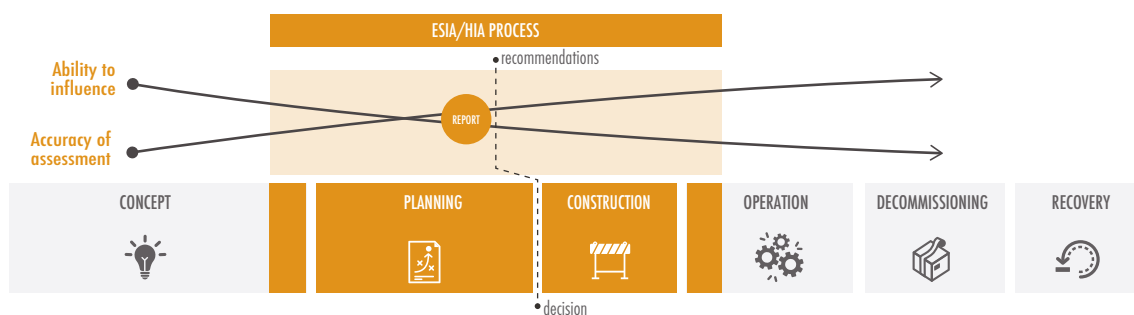 ESIA/HIA PROCESS
recommendations
Ability to
influence
REPORT
Accuracy of
assessment
CONCEPT
PLANNING
CONSTRUCTION
OPERATION
DECOMMISSIONING
RECOVERY
decision